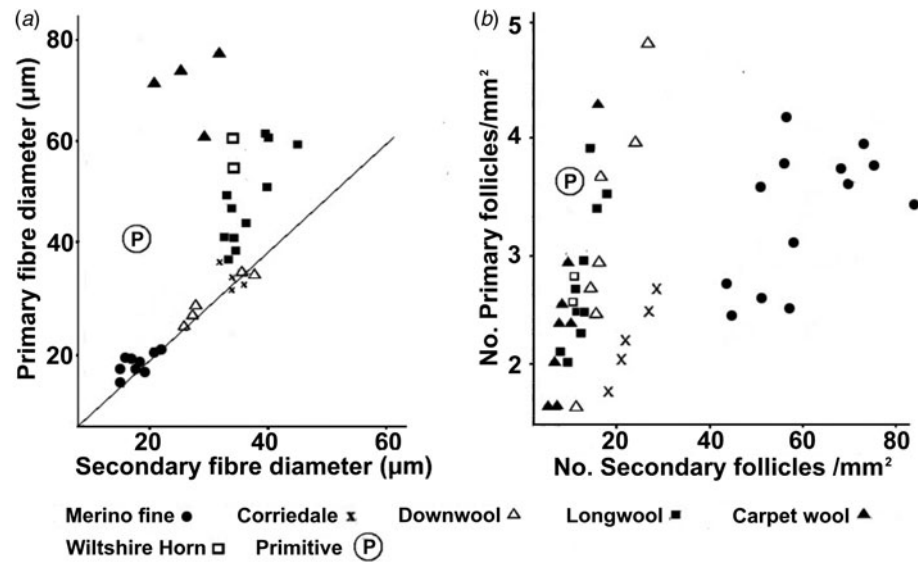 (a)
80
60
40
20
Primary fibre diameter (µm)
P
20 40 60
Secondary fibre diameter (µm)
(b)
5
4
3
2
No. Primary follicles/mm²
P
20 40 60 80
No. Secondary follicles /mm²
Merino fine Corriedale Downwool Longwool Carpet wool
Wiltshire Horn Primitive P